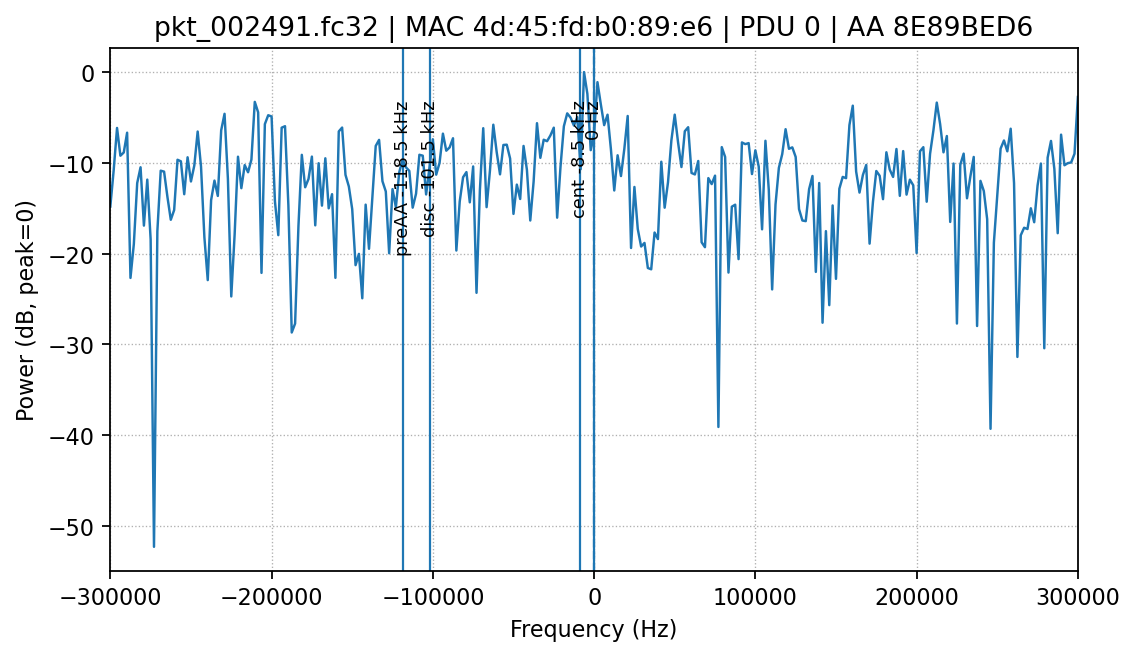 pkt_002491.fc32 | MAC 4d:45:fd:b0:89:e6 | PDU 0 | AA 8E89BED6
Power (dB, peak=0)
0
−10
−20
−30
−40
−50
preAA -118.5 kHz
disc -101.5 kHz
cent -8.5 kHz
0 Hz
−300000
−200000
−100000
0
100000
200000
300000
Frequency (Hz)